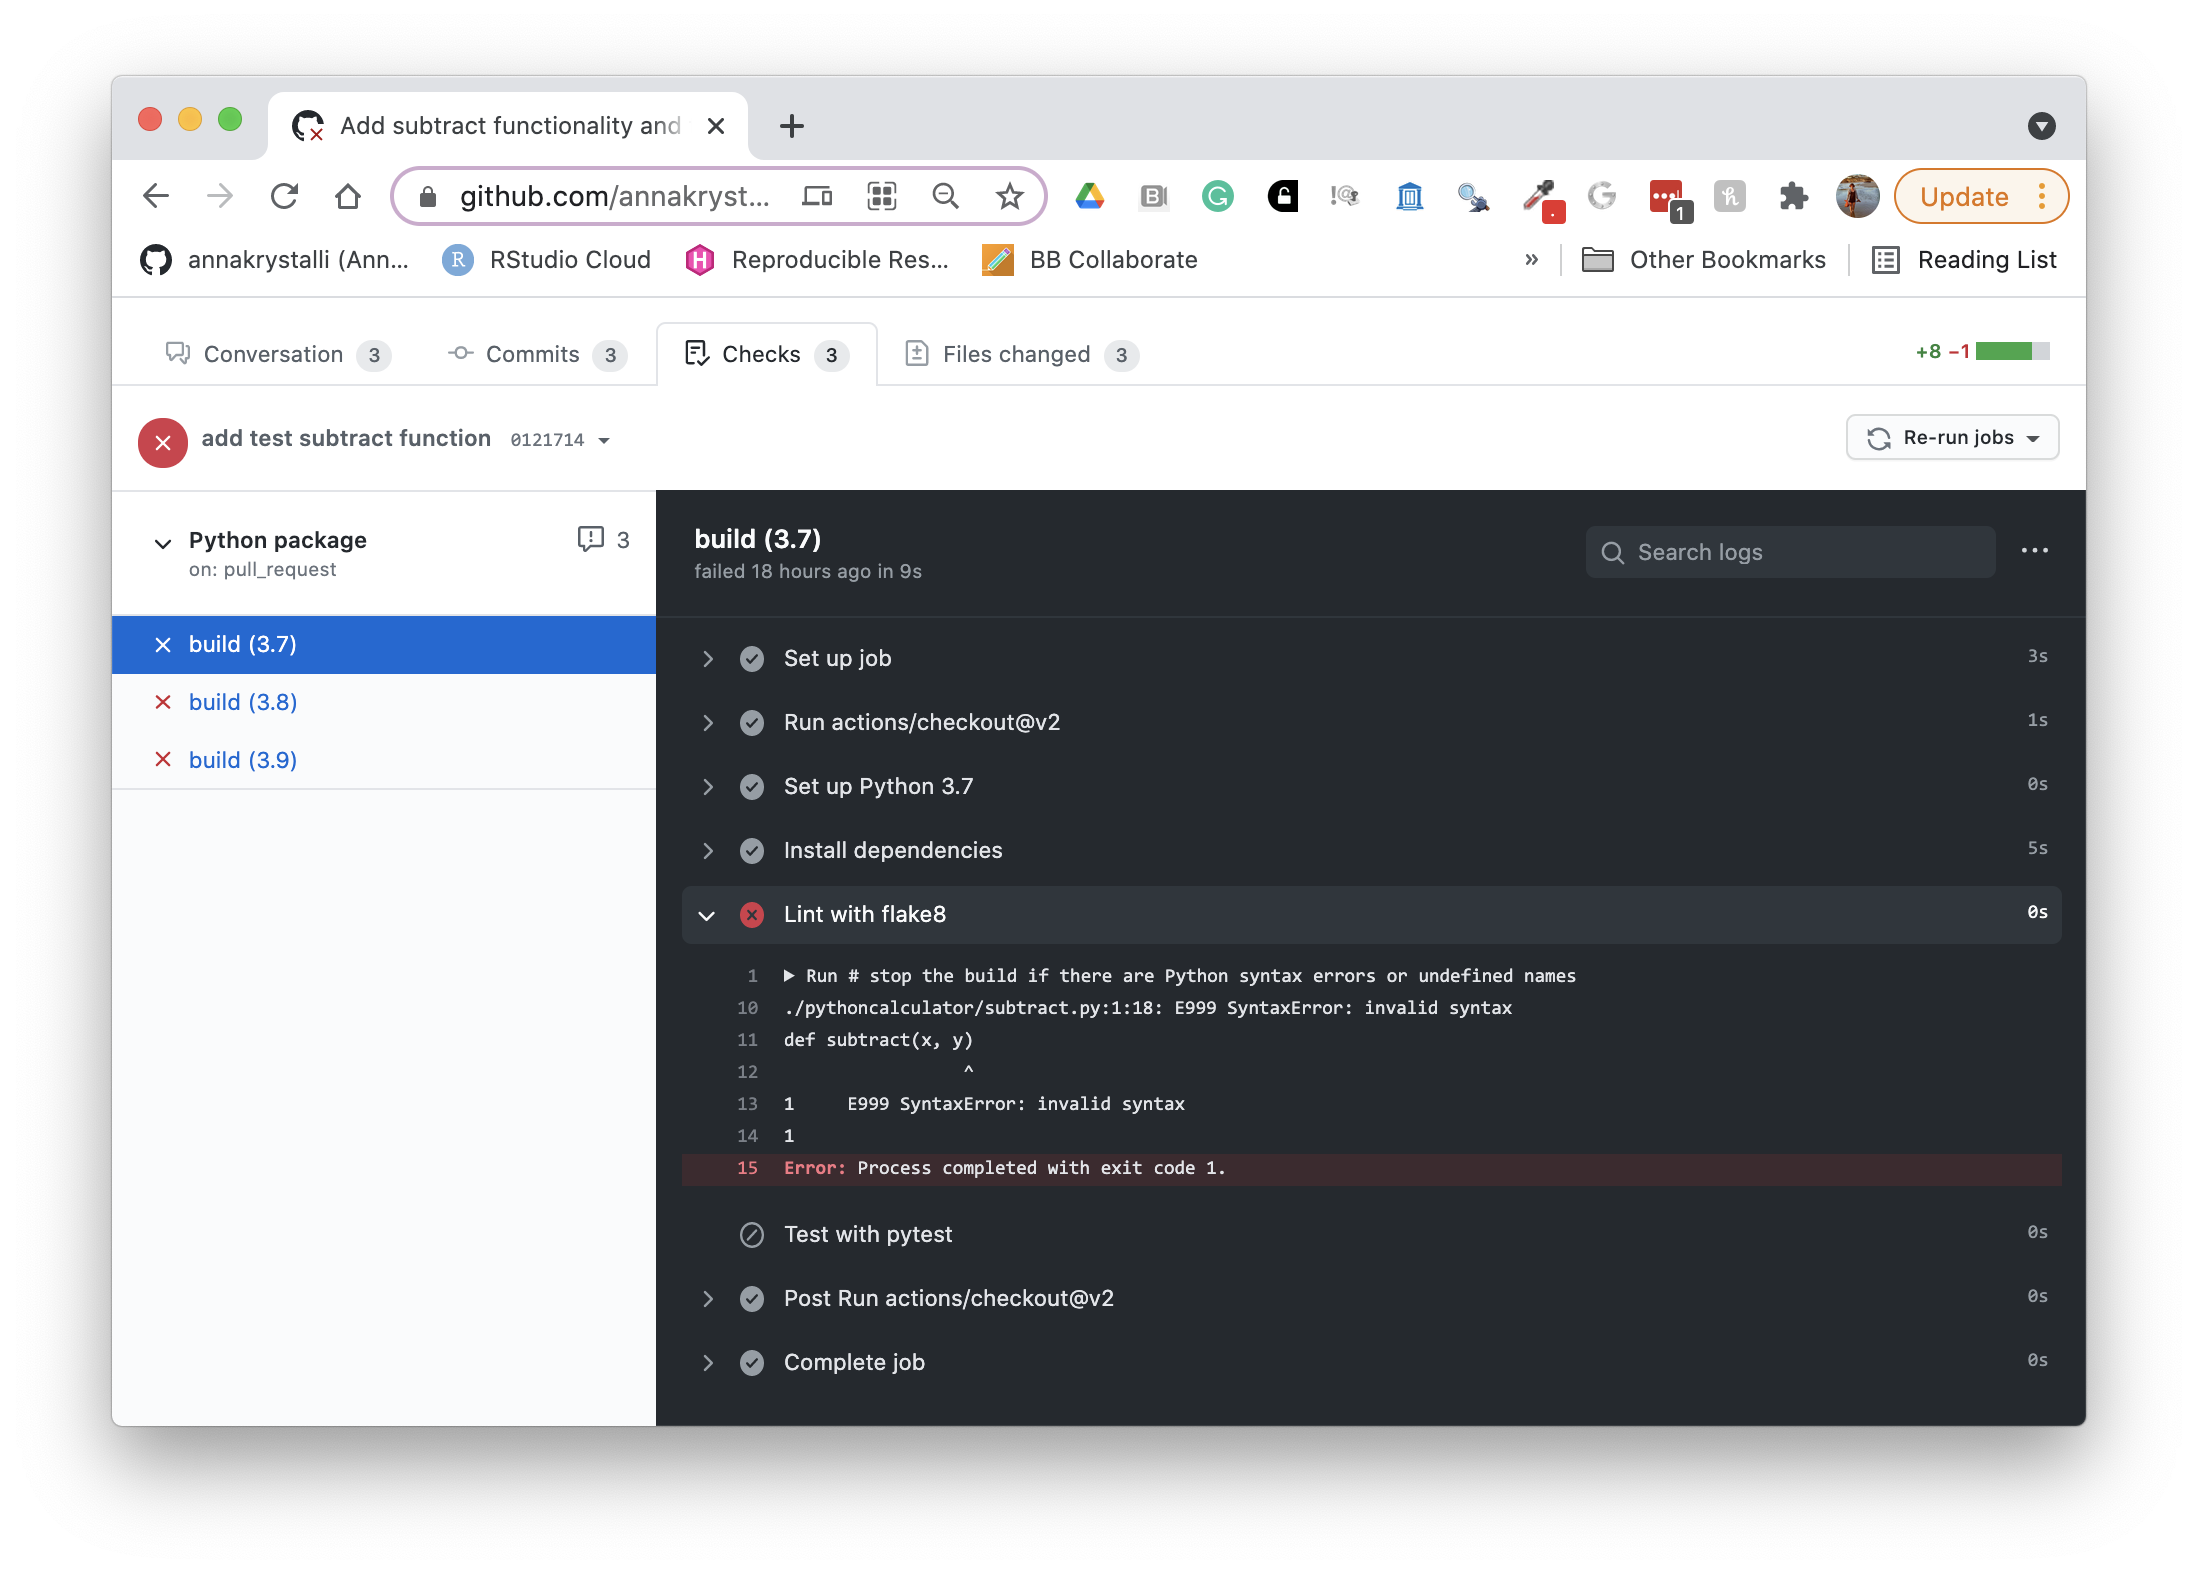 Add subtract functionality and
github.com/annakryst...
Update
1
annakrystalli (Ann...
RStudio Cloud
Reproducible Res...
BB Collaborate
»
Other Bookmarks
Reading List
Conversation 3
Commits 3
Checks 3
Files changed 3
+8 −1
add test subtract function 0121714
Re-run jobs
Python package
3
on: pull_request
build (3.7)
build (3.8)
build (3.9)
build (3.7)
failed 18 hours ago in 9s
Search logs
Set up job 3s
Run actions/checkout@v2 1s
Set up Python 3.7 0s
Install dependencies 5s
Lint with flake8 0s
1 ▶ Run # stop the build if there are Python syntax errors or undefined names
10 ./pythoncalculator/subtract.py:1:18: E999 SyntaxError: invalid syntax
11 def subtract(x, y)
12                  ^
13 1     E999 SyntaxError: invalid syntax
14 1
15 Error: Process completed with exit code 1.
Test with pytest 0s
Post Run actions/checkout@v2 0s
Complete job 0s